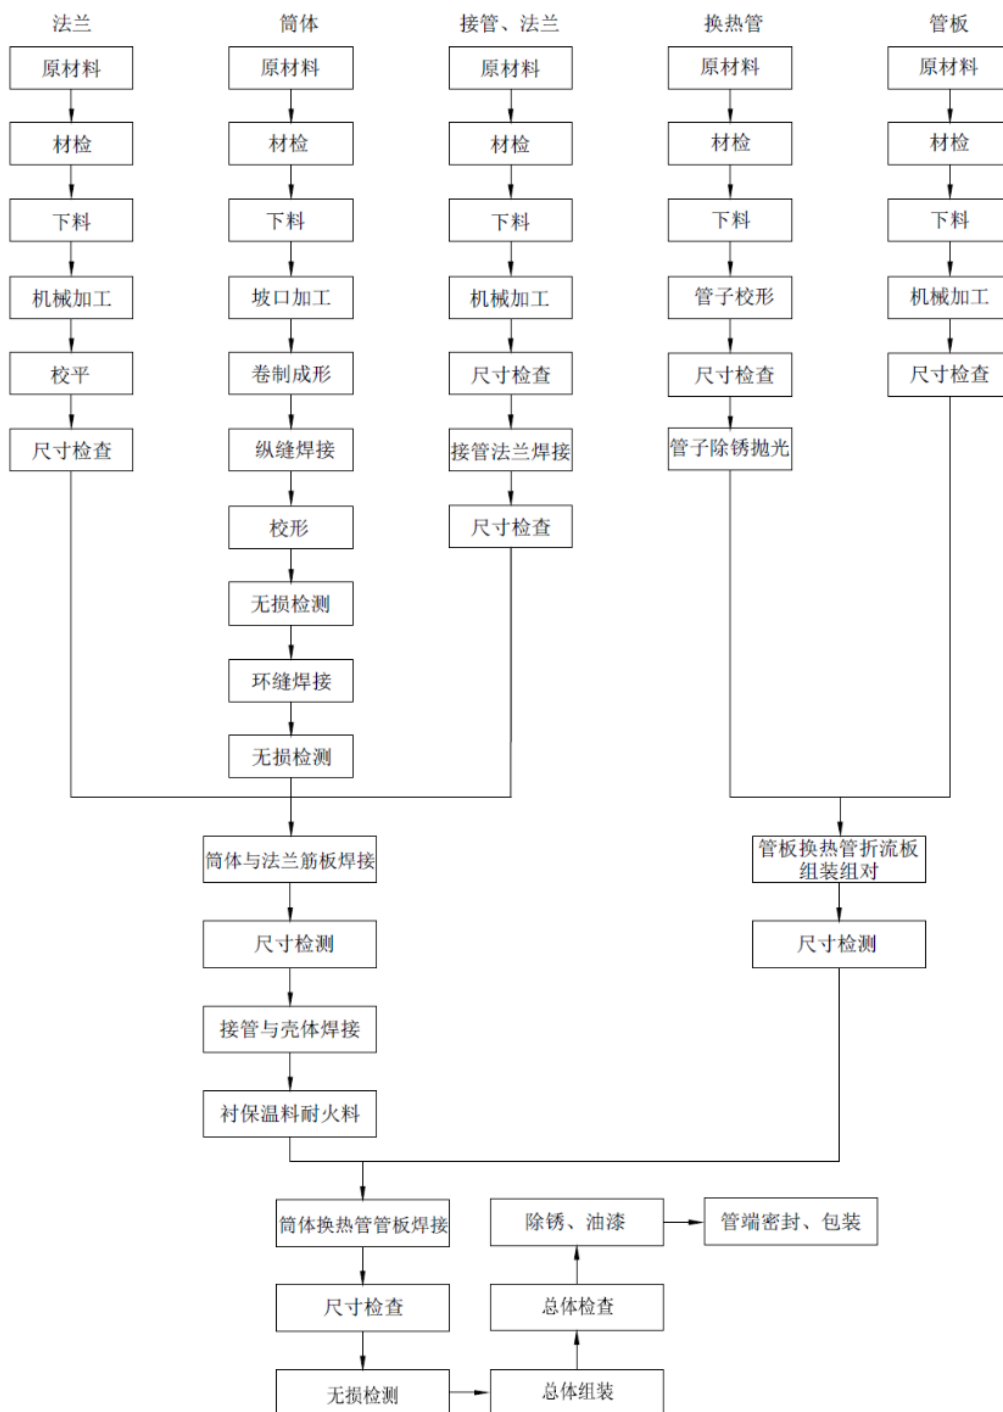 法兰
筒体
接管、法兰
换热管
管板
原材料
原材料
原材料
原材料
原材料
材检
材检
材检
材检
材检
下料
下料
下料
下料
下料
机械加工
坡口加工
机械加工
管子校形
机械加工
校平
卷制成形
尺寸检查
尺寸检查
尺寸检查
尺寸检查
纵缝焊接
接管法兰焊接
管子除锈抛光
校形
尺寸检查
无损检测
环缝焊接
无损检测
筒体与法兰筋板焊接
管板换热管折流板
组装组对
尺寸检测
尺寸检测
接管与壳体焊接
衬保温料耐火料
筒体换热管管板焊接
除锈、油漆
管端密封、包装
尺寸检查
总体检查
无损检测
总体组装